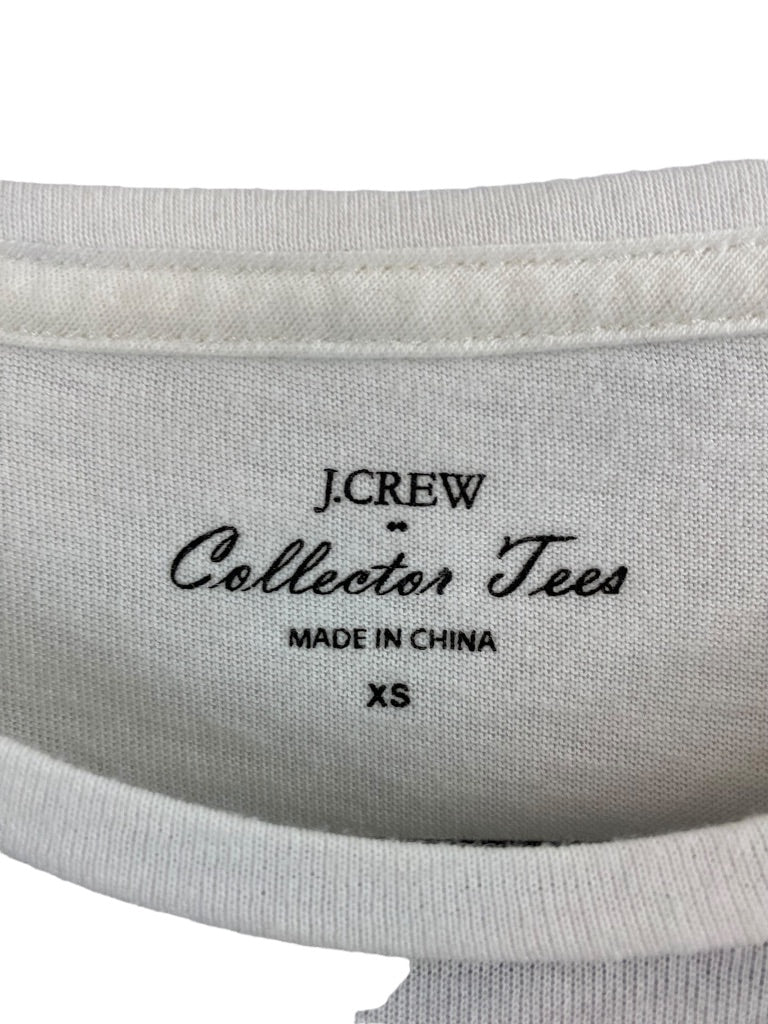 J.CREW
Collector Tees
MADE IN CHINA
XS